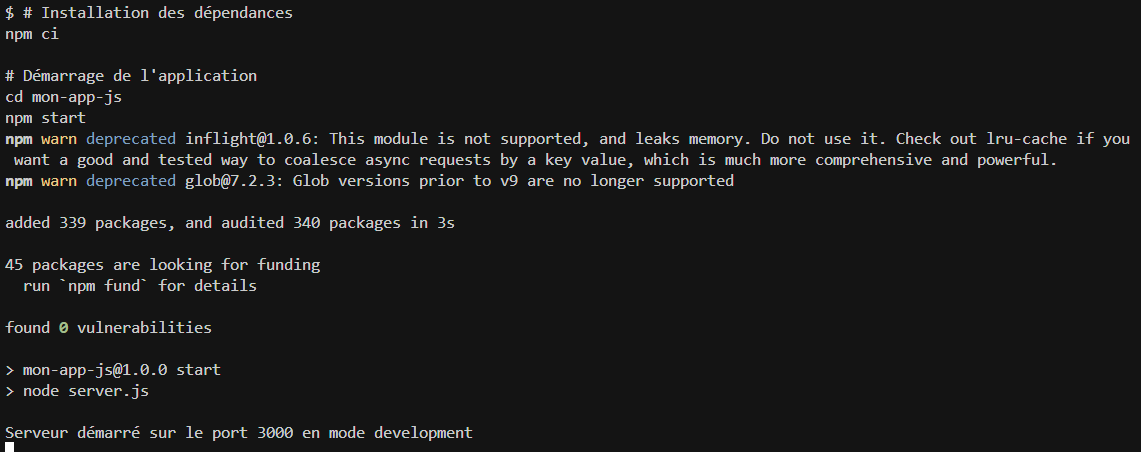 $ # Installation des dépendances
npm ci
# Démarrage de l'application
cd mon-app-js
npm start
npm warn deprecated inflight@1.0.6: This module is not supported, and leaks memory. Do not use it. Check out lru-cache if you
want a good and tested way to coalesce async requests by a key value, which is much more comprehensive and powerful.
npm warn deprecated glob@7.2.3: Glob versions prior to v9 are no longer supported
added 339 packages, and audited 340 packages in 3s
45 packages are looking for funding
run `npm fund` for details
found 0 vulnerabilities
> mon-app-js@1.0.0 start
> node server.js
Serveur démarré sur le port 3000 en mode development